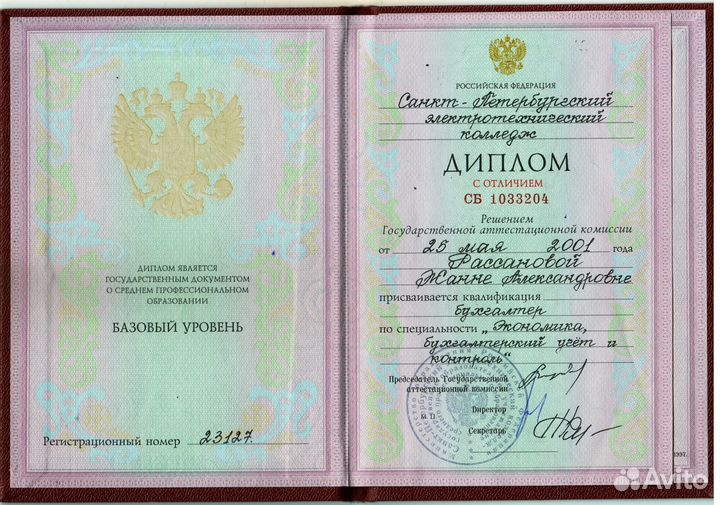 ДИПЛОМ ЯВЛЯЕТСЯ
ГОСУДАРСТВЕННЫМ ДОКУМЕНТОМ
О СРЕДНЕМ ПРОФЕССИОНАЛЬНОМ
ОБРАЗОВАНИИ
БАЗОВЫЙ УРОВЕНЬ
Регистрационный номер 23127.
РОССИЙСКАЯ ФЕДЕРАЦИЯ
Санкт-Петербургский
электротехнический
колледж
ДИПЛОМ
С ОТЛИЧИЕМ
СБ 1033204
Решением
Государственной аттестационной комиссии
от 25 мая 2001 года
Рассановой
Жанне Александровне
присваивается квалификация
бухгалтер
по специальности „Экономика,
бухгалтерский учёт и
контроль"
Председатель Государственной
аттестационной комиссии
Директор
М.П.
Секретарь
1997.
Avito